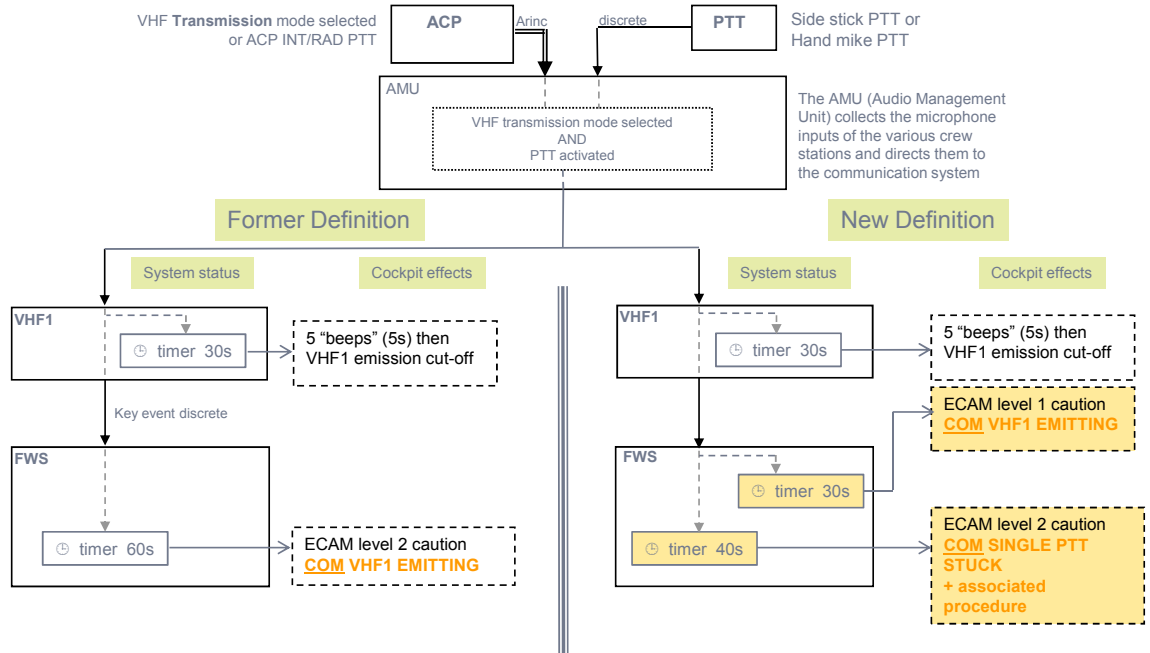 VHF Transmission mode selected
or ACP INT/RAD PTT
ACP
Arinc
discrete
PTT
Side stick PTT or
Hand mike PTT
AMU
VHF transmission mode selected
AND
PTT activated
The AMU (Audio Management
Unit) collects the microphone
inputs of the various crew
stations and directs them to
the communication system
Former Definition
System status
Cockpit effects
VHF1
timer 30s
5 “beeps” (5s) then
VHF1 emission cut-off
Key event discrete
FWS
timer 60s
ECAM level 2 caution
COM VHF1 EMITTING
New Definition
System status
Cockpit effects
VHF1
timer 30s
5 “beeps” (5s) then
VHF1 emission cut-off
ECAM level 1 caution
COM VHF1 EMITTING
FWS
timer 30s
timer 40s
ECAM level 2 caution
COM SINGLE PTT
STUCK
+ associated
procedure